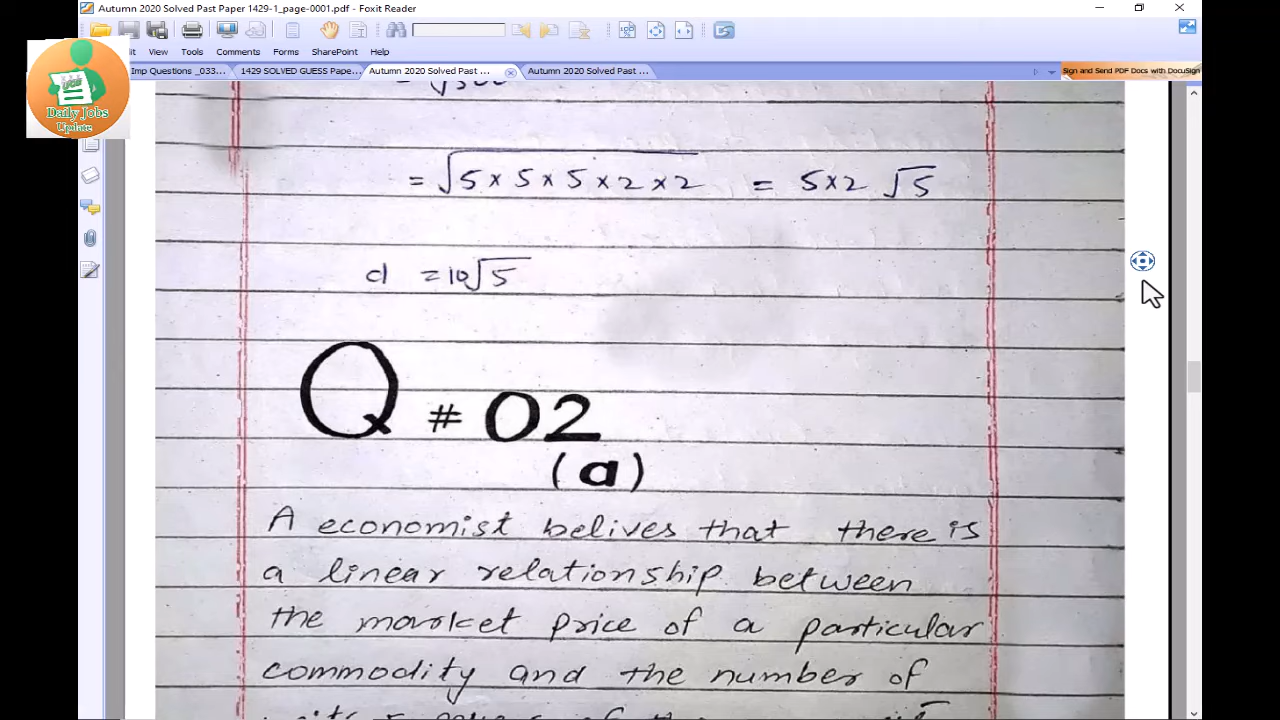 Autumn 2020 Solved Past Paper 1429-1_page-0001.pdf - Foxit Reader
View Tools Comments Forms SharePoint Help
Imp Questions _033... 1429 SOLVED GUESS Pape... Autumn 2020 Solved Past ... Autumn 2020 Solved Past ...
Sign and Send PDF Docs with DocuSign
Daily Jobs
Update
= √5 × 5 × 5 × 2 × 2 = 5×2 √5
d = 10√5
Q # 02
(a)
A economist belives that there is
a linear relationship between
the market price of a particular
commodity and the number of